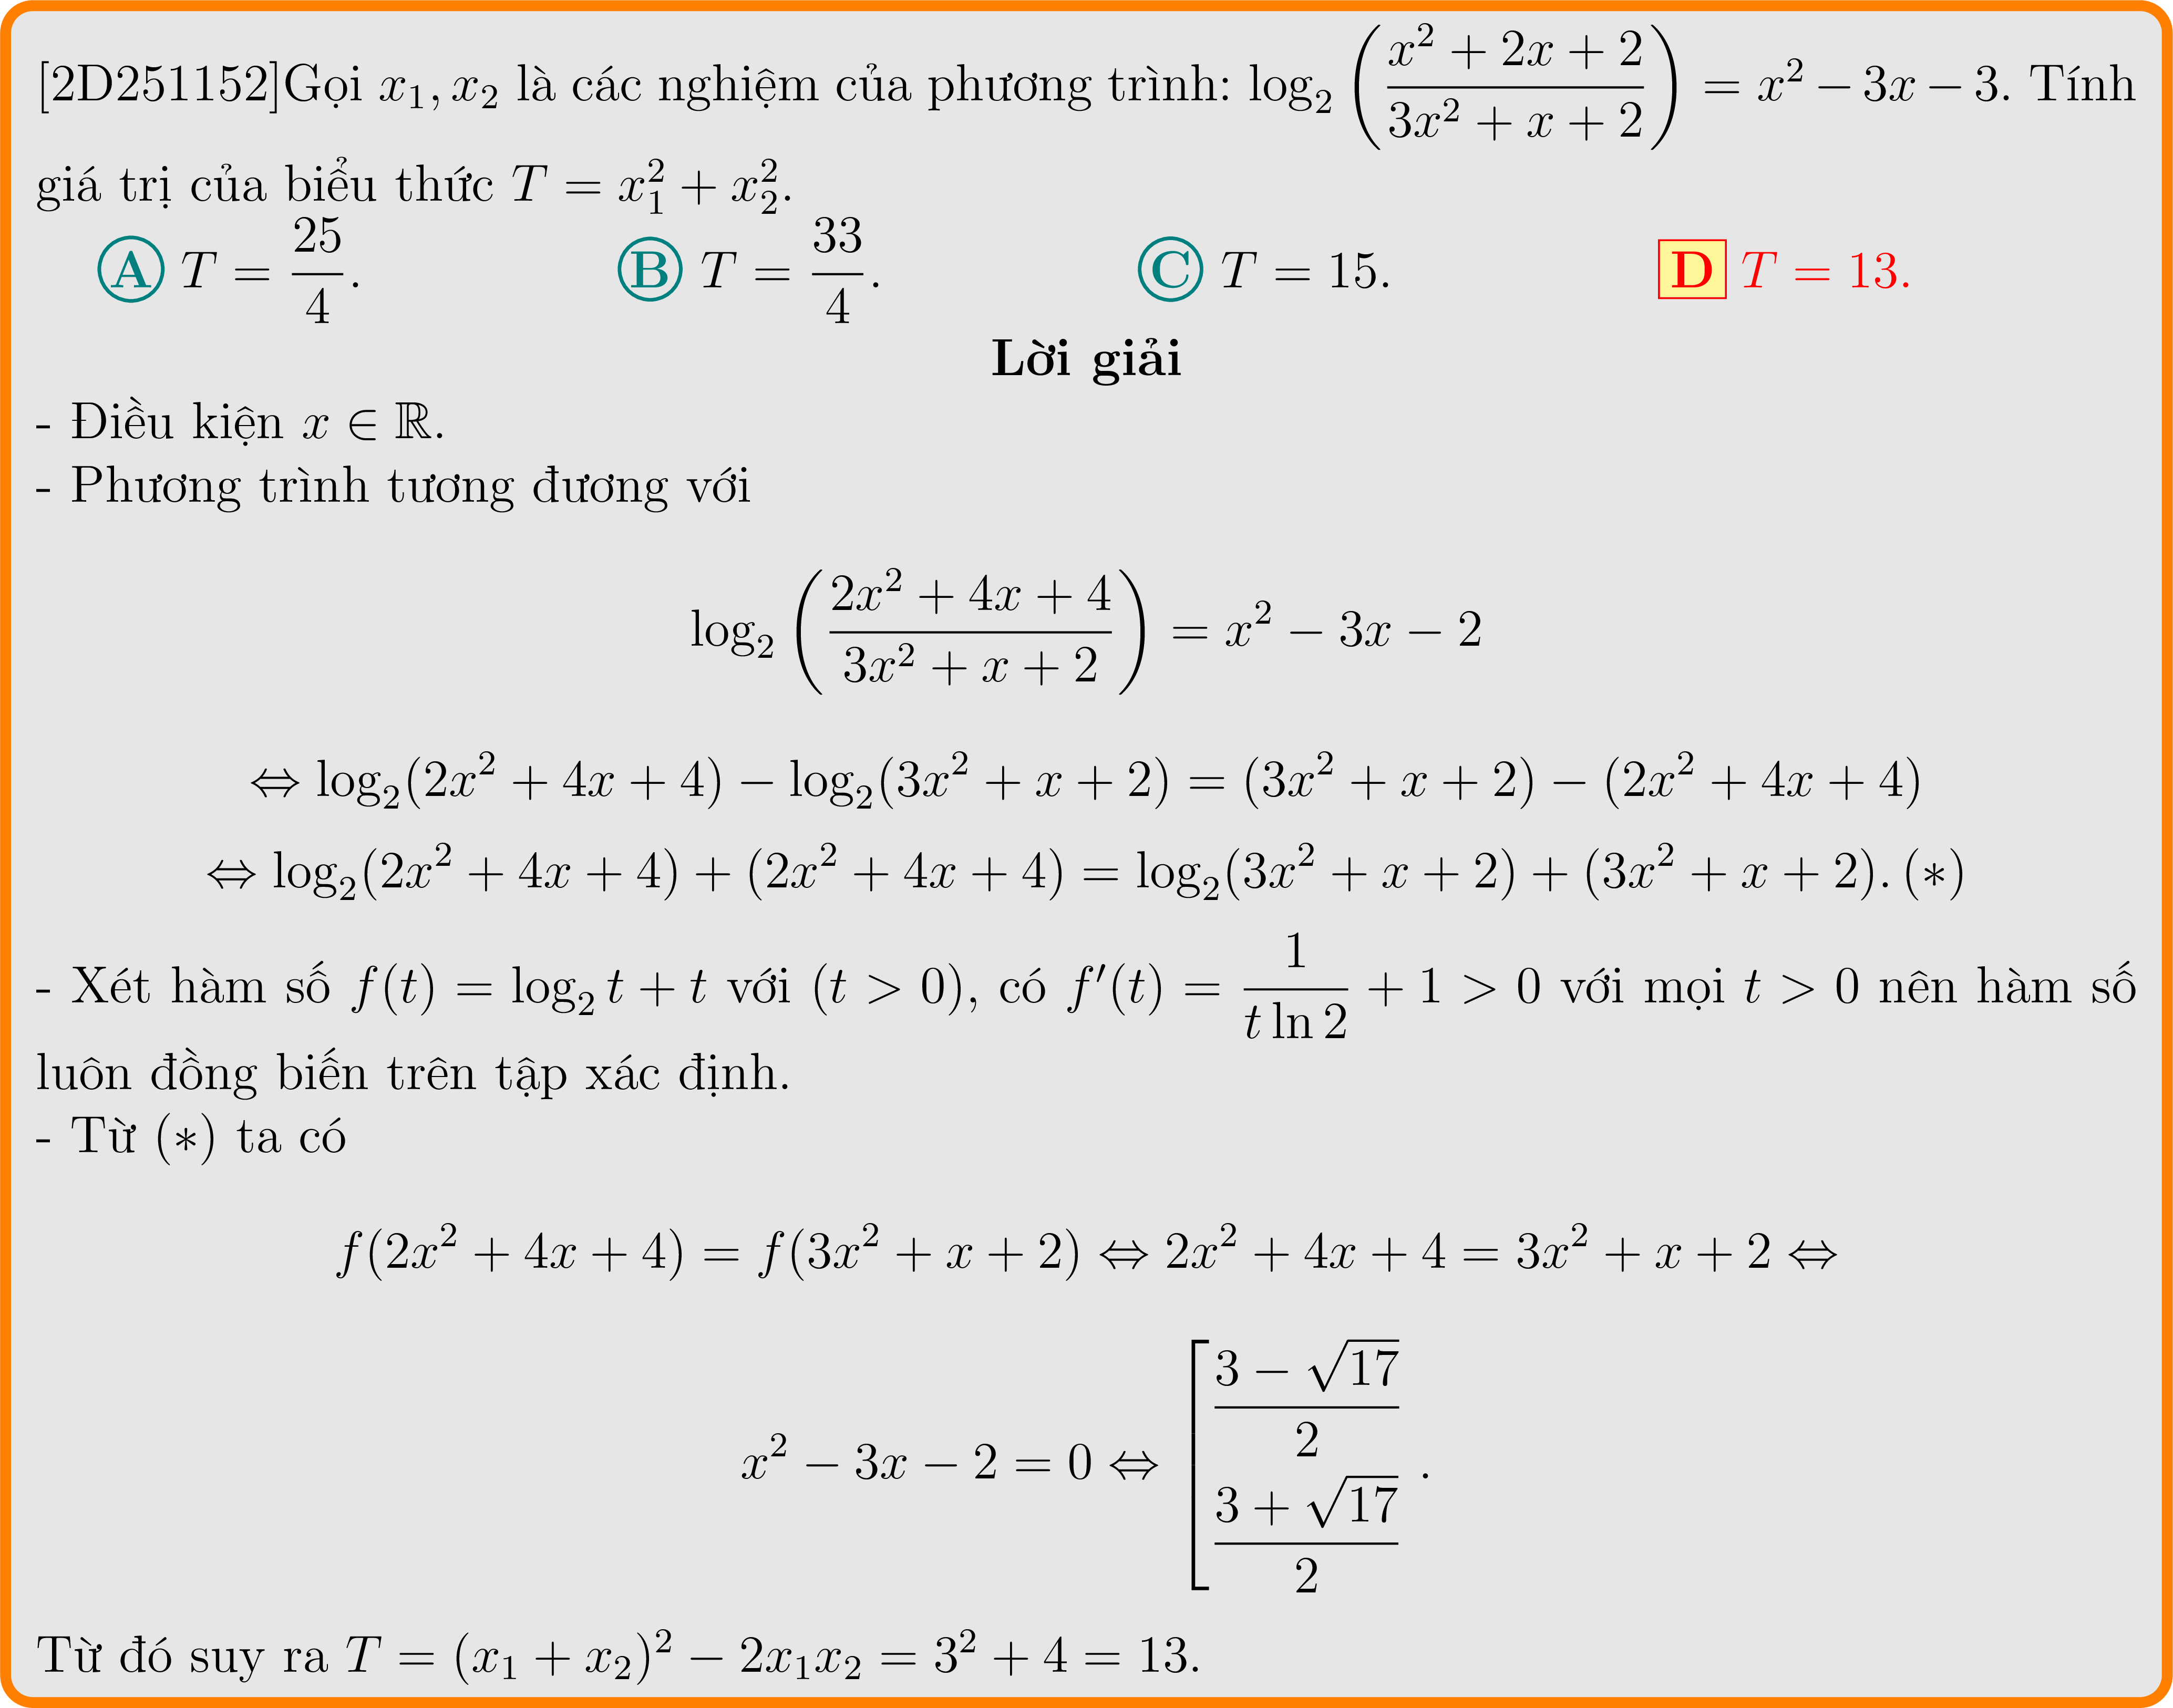 [2D251152]Gọi $x_1, x_2$ là các nghiệm của phương trình: $\log_2\left(\dfrac{x^2+2x+2}{3x^2+x+2}\right) = x^2-3x-3$. Tính
giá trị của biểu thức $T = x_1^2 + x_2^2$.
A $T = \dfrac{25}{4}$. B $T = \dfrac{33}{4}$. C $T = 15$. D $T = 13$.
Lời giải
- Điều kiện $x \in \mathbb{R}$.
- Phương trình tương đương với
$\log_2\left(\dfrac{2x^2+4x+4}{3x^2+x+2}\right) = x^2-3x-2$
$\Leftrightarrow \log_2(2x^2+4x+4) - \log_2(3x^2+x+2) = (3x^2+x+2) - (2x^2+4x+4)$
$\Leftrightarrow \log_2(2x^2+4x+4) + (2x^2+4x+4) = \log_2(3x^2+x+2) + (3x^2+x+2). (*)$
- Xét hàm số $f(t) = \log_2 t + t$ với $(t > 0)$, có $f'(t) = \dfrac{1}{t\ln 2} + 1 > 0$ với mọi $t > 0$ nên hàm số
luôn đồng biến trên tập xác định.
- Từ $(*)$ ta có
$f(2x^2+4x+4) = f(3x^2+x+2) \Leftrightarrow 2x^2+4x+4 = 3x^2+x+2 \Leftrightarrow$
$x^2-3x-2 = 0 \Leftrightarrow \left[\begin{array}{l}\dfrac{3-\sqrt{17}}{2}\\ \dfrac{3+\sqrt{17}}{2}\end{array}\right.$.
Từ đó suy ra $T = (x_1+x_2)^2 - 2x_1x_2 = 3^2 + 4 = 13$.